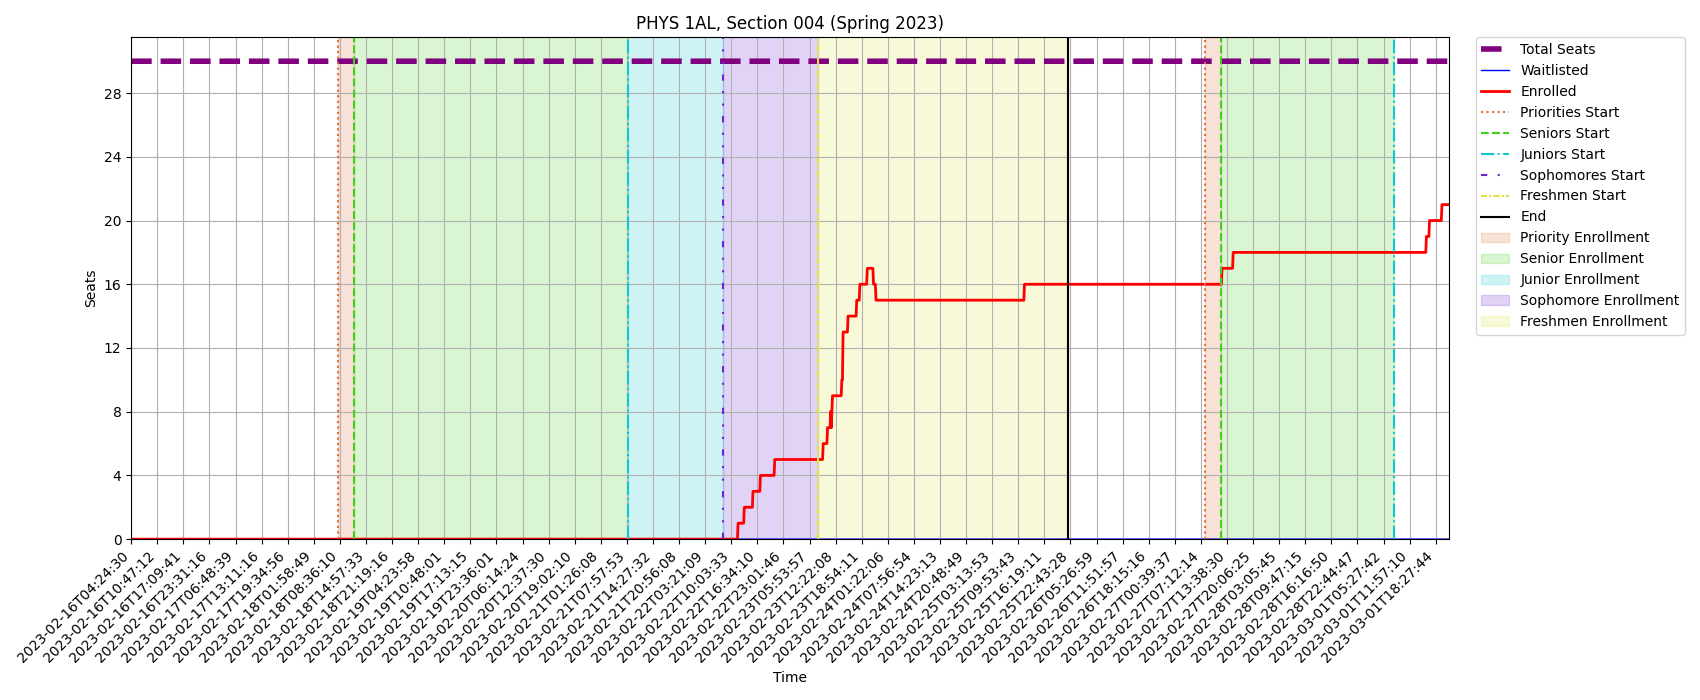 PHYS 1AL, Section 004 (Spring 2023)
Seats
28
24
20
16
12
8
4
0
2023-02-16T04:24:30
2023-02-16T10:47:12
2023-02-16T17:09:41
2023-02-16T23:31:16
2023-02-17T06:48:39
2023-02-17T13:11:16
2023-02-17T19:34:56
2023-02-18T01:58:49
2023-02-18T08:36:10
2023-02-18T14:57:33
2023-02-18T21:19:16
2023-02-19T04:23:58
2023-02-19T10:48:01
2023-02-19T17:13:15
2023-02-19T23:36:01
2023-02-20T06:14:24
2023-02-20T12:37:30
2023-02-20T19:02:10
2023-02-21T01:26:08
2023-02-21T07:57:53
2023-02-21T14:27:32
2023-02-21T20:56:08
2023-02-22T03:21:09
2023-02-22T10:03:33
2023-02-22T16:34:10
2023-02-22T23:01:46
2023-02-23T05:53:57
2023-02-23T12:22:08
2023-02-23T18:54:11
2023-02-24T01:22:06
2023-02-24T07:56:54
2023-02-24T14:23:13
2023-02-24T20:48:49
2023-02-25T03:13:53
2023-02-25T09:53:43
2023-02-25T16:19:11
2023-02-25T22:43:28
2023-02-26T05:26:59
2023-02-26T11:51:57
2023-02-26T18:15:16
2023-02-27T00:39:37
2023-02-27T07:12:14
2023-02-27T13:38:30
2023-02-27T20:06:25
2023-02-28T03:05:45
2023-02-28T09:47:15
2023-02-28T16:16:50
2023-02-28T22:44:47
2023-03-01T05:27:42
2023-03-01T11:57:10
2023-03-01T18:27:44
Time
Total Seats
Waitlisted
Enrolled
Priorities Start
Seniors Start
Juniors Start
Sophomores Start
Freshmen Start
End
Priority Enrollment
Senior Enrollment
Junior Enrollment
Sophomore Enrollment
Freshmen Enrollment